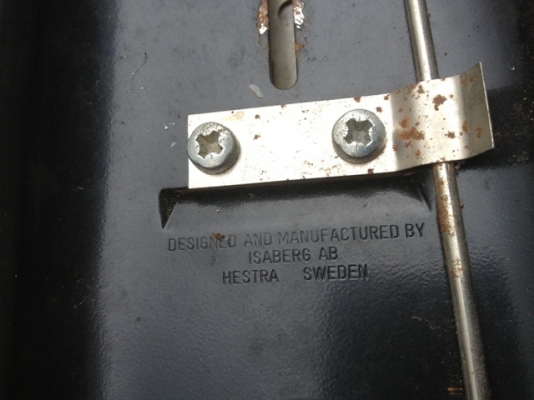 DESIGNED AND MANUFACTURED BY
ISABERG AB
HESTRA SWEDEN